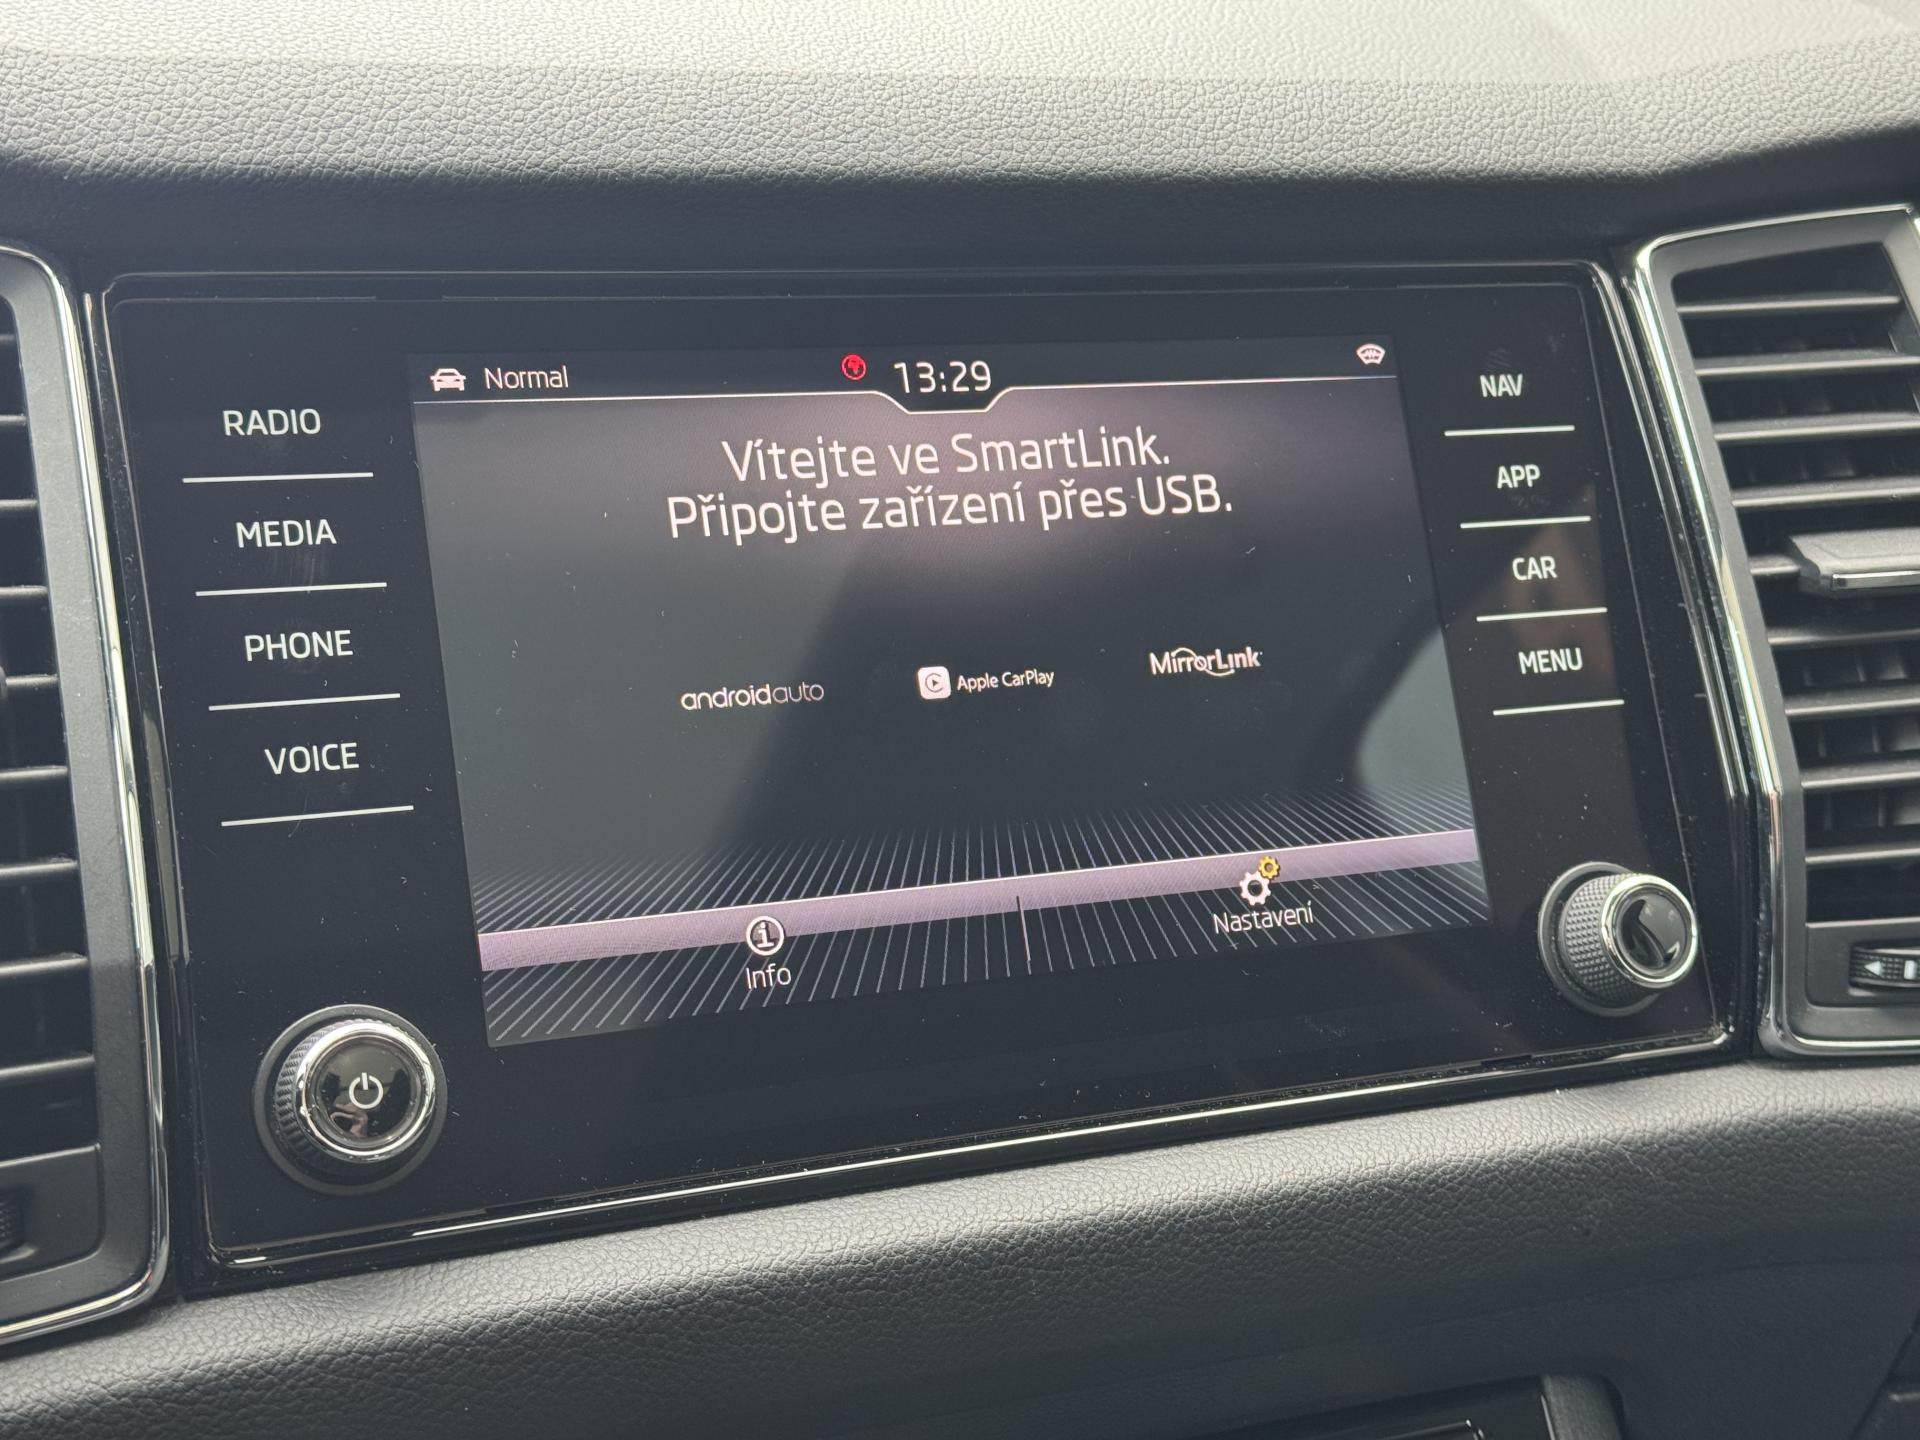 Normal
13:29
RADIO
MEDIA
PHONE
VOICE
Vítejte ve SmartLink.
Připojte zařízení přes USB.
androidauto
Apple CarPlay
MirrorLink
Info
Nastavení
NAV
APP
CAR
MENU